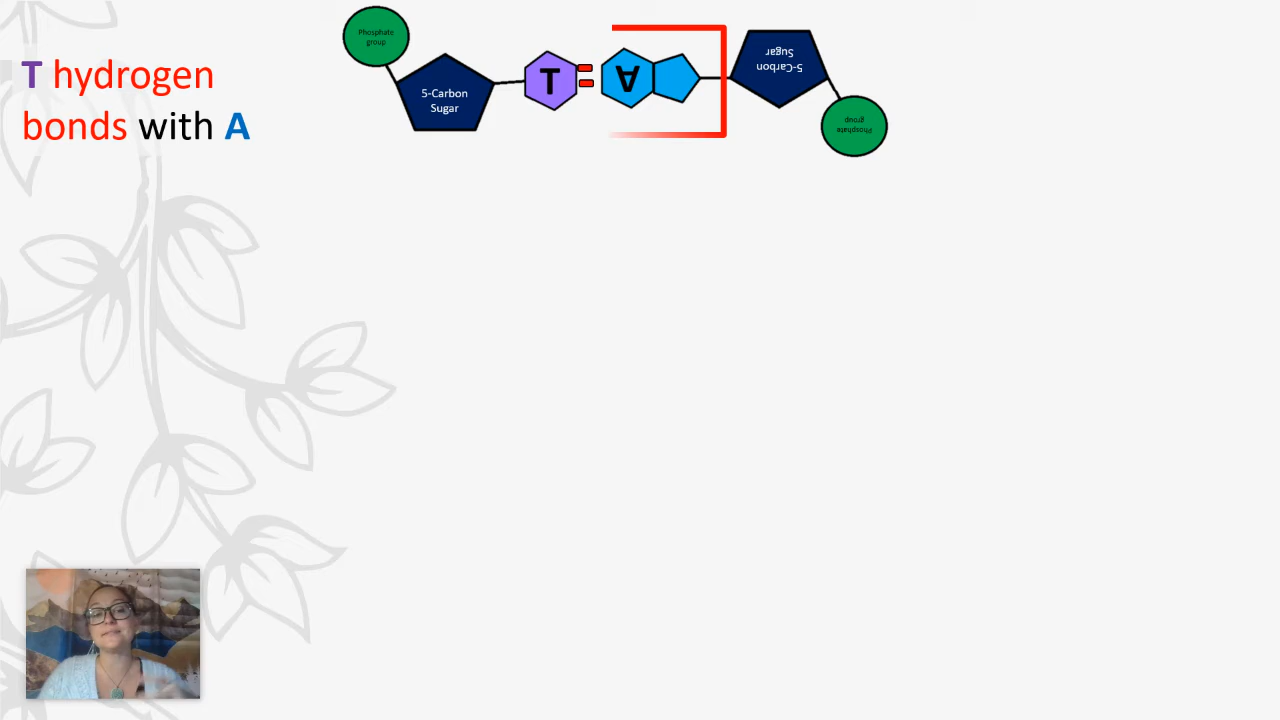 T hydrogen
bonds with A
Phosphate
group
5-Carbon
Sugar
T
A
5-Carbon
Sugar
Phosphate
group